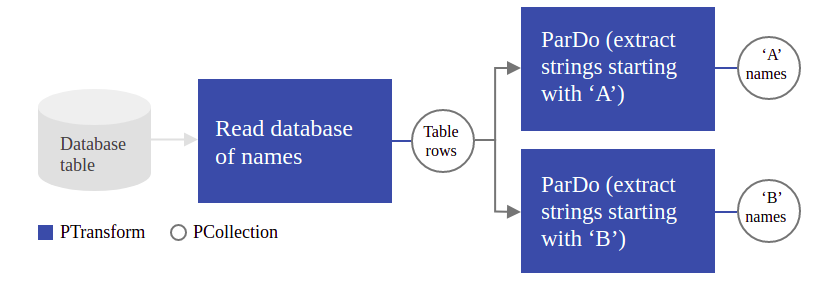 Database
table
Read database
of names
Table
rows
ParDo (extract
strings starting
with ‘A’)
‘A’
names
ParDo (extract
strings starting
with ‘B’)
‘B’
names
PTransform
PCollection